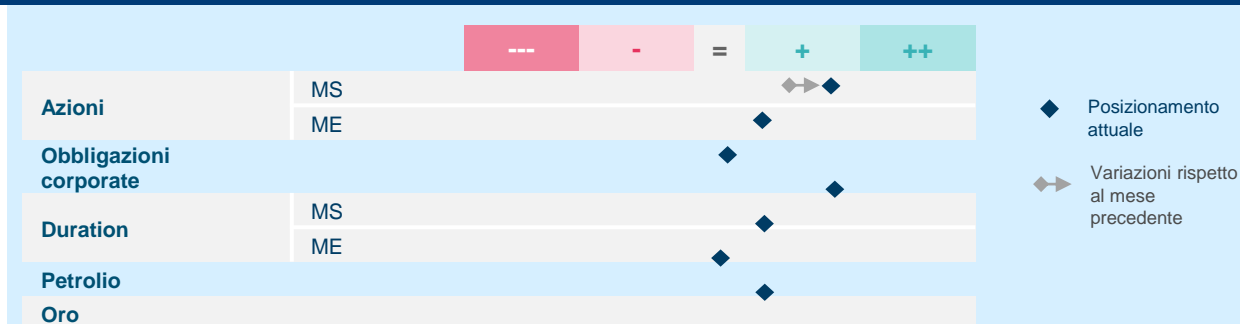 --- - = + ++
Azioni
MS
ME
Obbligazioni
corporate
Duration
MS
ME
Petrolio
Oro
Posizionamento
attuale
Variazioni rispetto
al mese
precedente